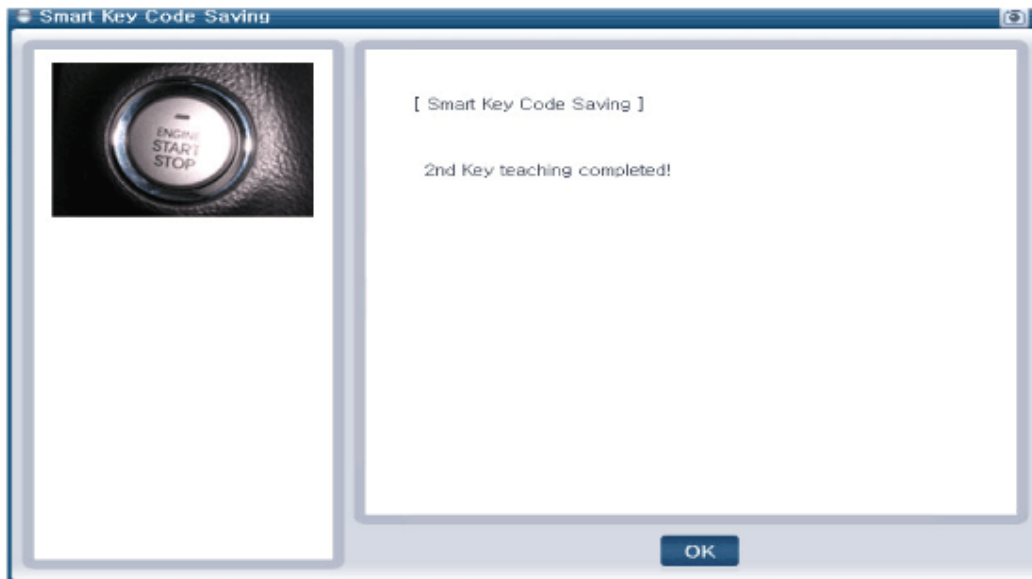 Smart Key Code Saving
ENGINE
START
STOP
[ Smart Key Code Saving ]
2nd Key teaching completed!
OK